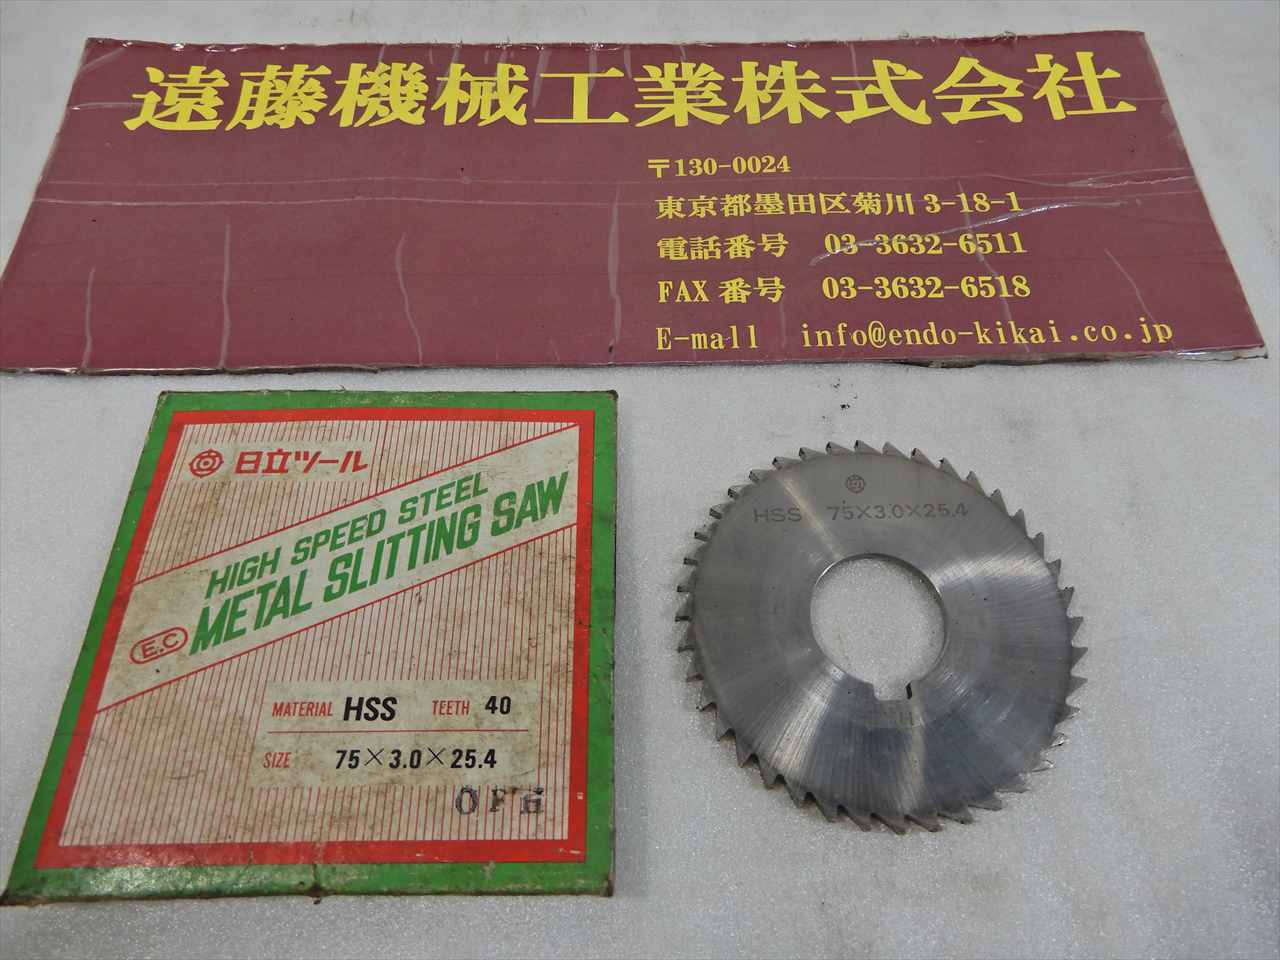 遠藤機械工業株式会社
〒130-0024
東京都墨田区菊川 3-18-1
電話番号 03-3632-6511
FAX 番号 03-3632-6518
E-mall info@endo-kikai.co.jp
日立ツール
HIGH SPEED STEEL
E.C METAL SLITTING SAW
MATERIAL HSS TEETH 40
SIZE 75×3.0×25.4
HSS 75×3.0×25.4